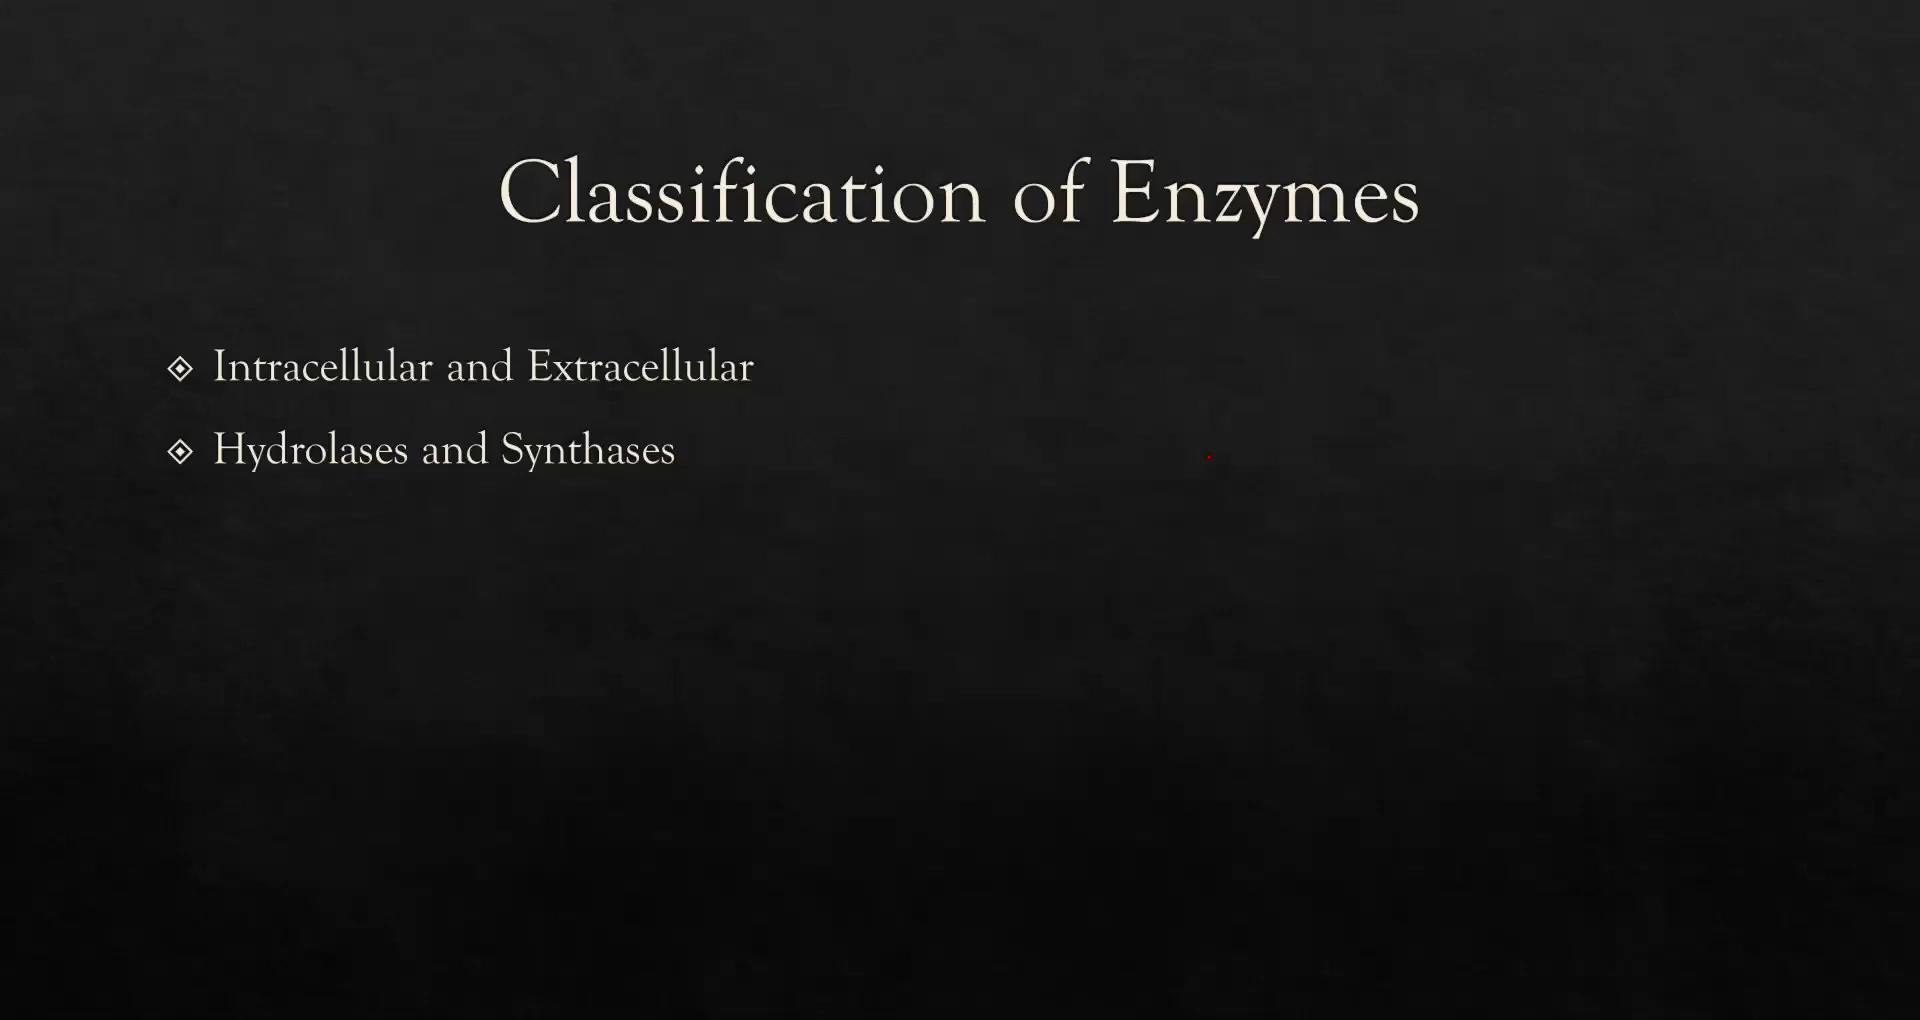 Classification of Enzymes
Intracellular and Extracellular
Hydrolases and Synthases